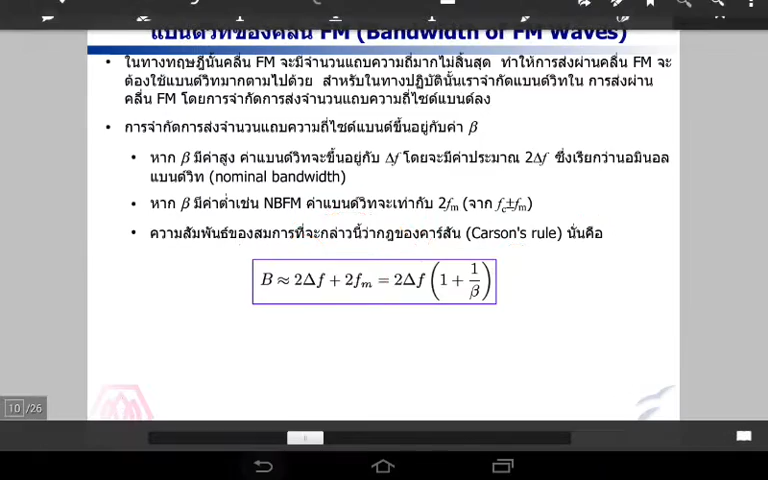 แบนด์วิทของคลื่น FM (Bandwidth of FM Waves)
• ในทางทฤษฎีนั้นคลื่น FM จะมีจำนวนแถบความถี่มากไม่สิ้นสุด ทำให้การส่งผ่านคลื่น FM จะ
ต้องใช้แบนด์วิทมากตามไปด้วย สำหรับในทางปฏิบัตินั้นเราจำกัดแบนด์วิทใน การส่งผ่าน
คลื่น FM โดยการจำกัดการส่งจำนวนแถบความถี่ไซด์แบนด์ลง
• การจำกัดการส่งจำนวนแถบความถี่ไซด์แบนด์ขึ้นอยู่กับค่า β
• หาก β มีค่าสูง ค่าแบนด์วิทจะขึ้นอยู่กับ Δf โดยจะมีค่าประมาณ 2Δf ซึ่งเรียกว่านอมินอล
แบนด์วิท (nominal bandwidth)
• หาก β มีค่าต่ำเช่น NBFM ค่าแบนด์วิทจะเท่ากับ 2fm (จาก fc±fm)
• ความสัมพันธ์ของสมการที่จะกล่าวนี้ว่ากฎของคาร์สัน (Carson's rule) นั่นคือ
B ≈ 2Δf + 2fm = 2Δf (1 + 1/β)
10 /26